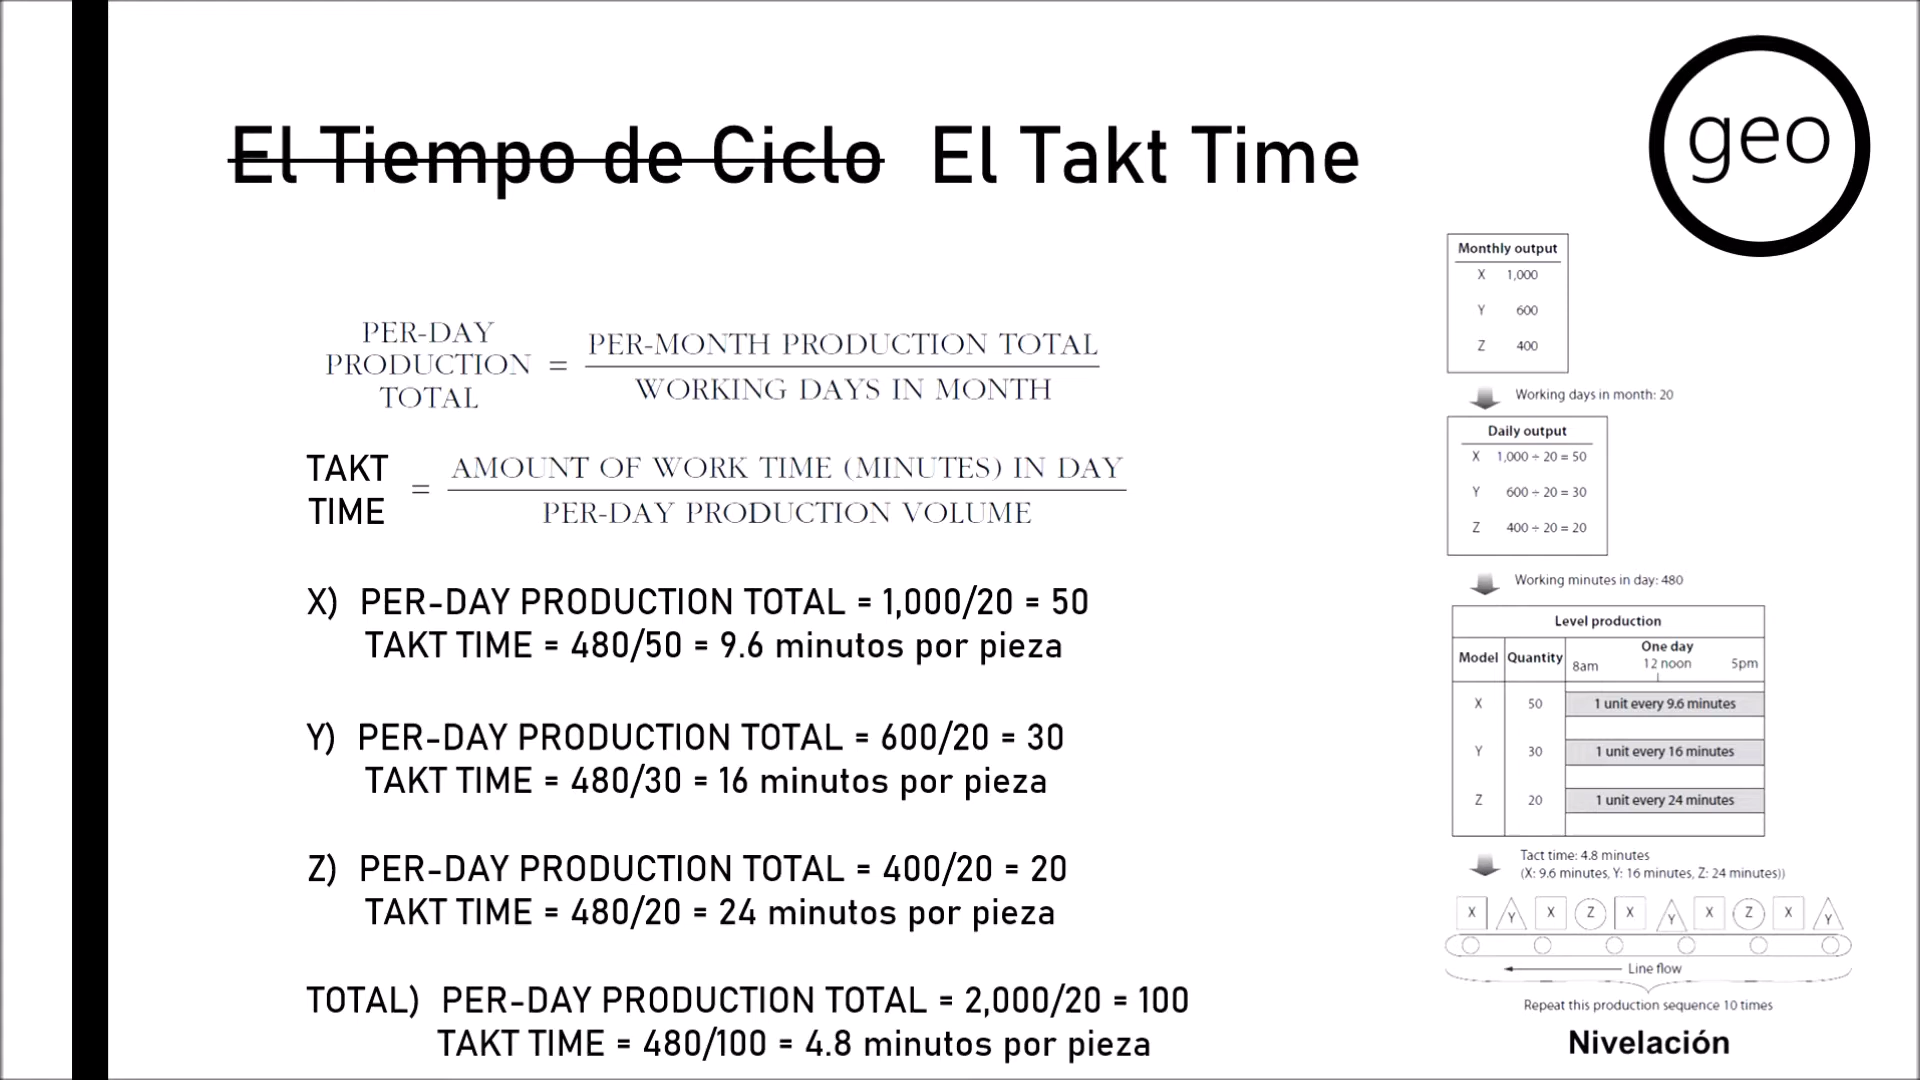 El Tiempo de Ciclo El Takt Time
geo
PER-DAY
PRODUCTION
TOTAL
=
PER-MONTH PRODUCTION TOTAL
WORKING DAYS IN MONTH
TAKT
TIME
=
AMOUNT OF WORK TIME (MINUTES) IN DAY
PER-DAY PRODUCTION VOLUME
X) PER-DAY PRODUCTION TOTAL = 1,000/20 = 50
TAKT TIME = 480/50 = 9.6 minutos por pieza
Y) PER-DAY PRODUCTION TOTAL = 600/20 = 30
TAKT TIME = 480/30 = 16 minutos por pieza
Z) PER-DAY PRODUCTION TOTAL = 400/20 = 20
TAKT TIME = 480/20 = 24 minutos por pieza
TOTAL) PER-DAY PRODUCTION TOTAL = 2,000/20 = 100
TAKT TIME = 480/100 = 4.8 minutos por pieza
Monthly output
X 1,000
Y 600
Z 400
Working days in month: 20
Daily output
X 1,000 ÷ 20 = 50
Y 600 ÷ 20 = 30
Z 400 ÷ 20 = 20
Working minutes in day: 480
Level production
Model Quantity One day
8am 12 noon 5pm
X 50 1 unit every 9.6 minutes
Y 30 1 unit every 16 minutes
Z 20 1 unit every 24 minutes
Tact time: 4.8 minutes
(X: 9.6 minutes, Y: 16 minutes, Z: 24 minutes))
X Y X Z X Y X Z X Y
Line flow
Repeat this production sequence 10 times
Nivelación